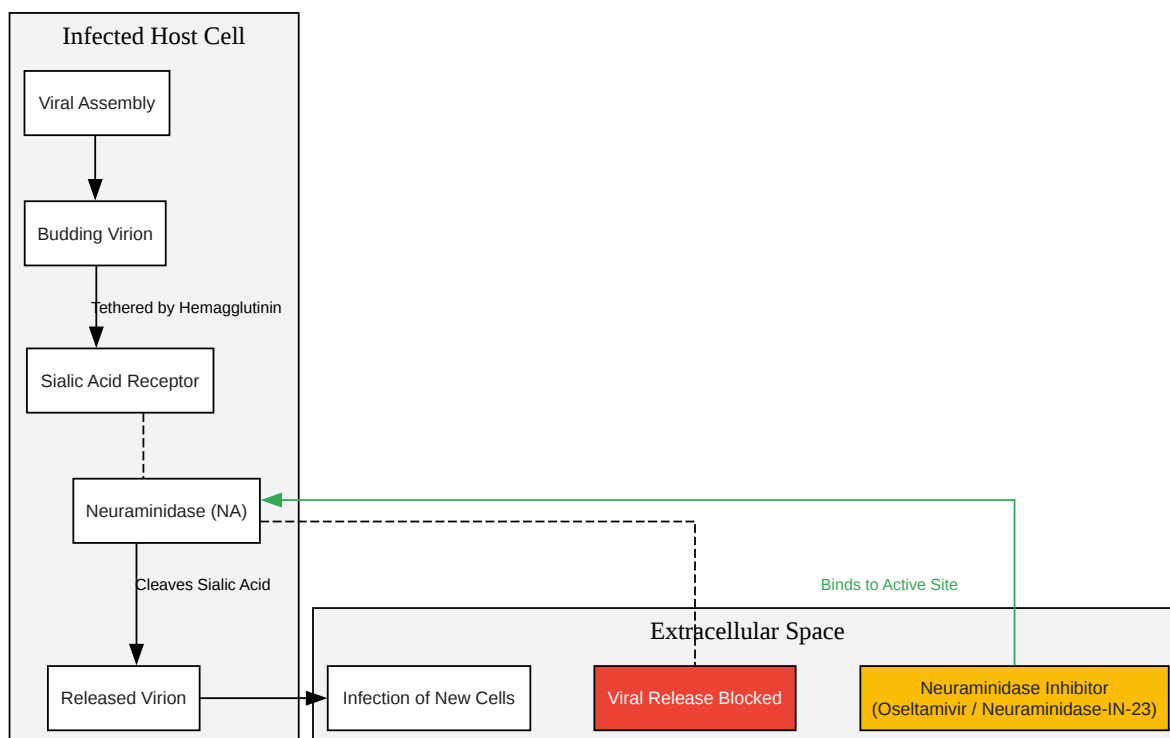 Infected Host Cell
Viral Assembly
Budding Virion
Tethered by Hemagglutinin
Sialic Acid Receptor
Neuraminidase (NA)
Cleaves Sialic Acid
Binds to Active Site
Extracellular Space
Released Virion
Infection of New Cells
Viral Release Blocked
Neuraminidase Inhibitor
(Oseltamivir / Neuraminidase-IN-23)